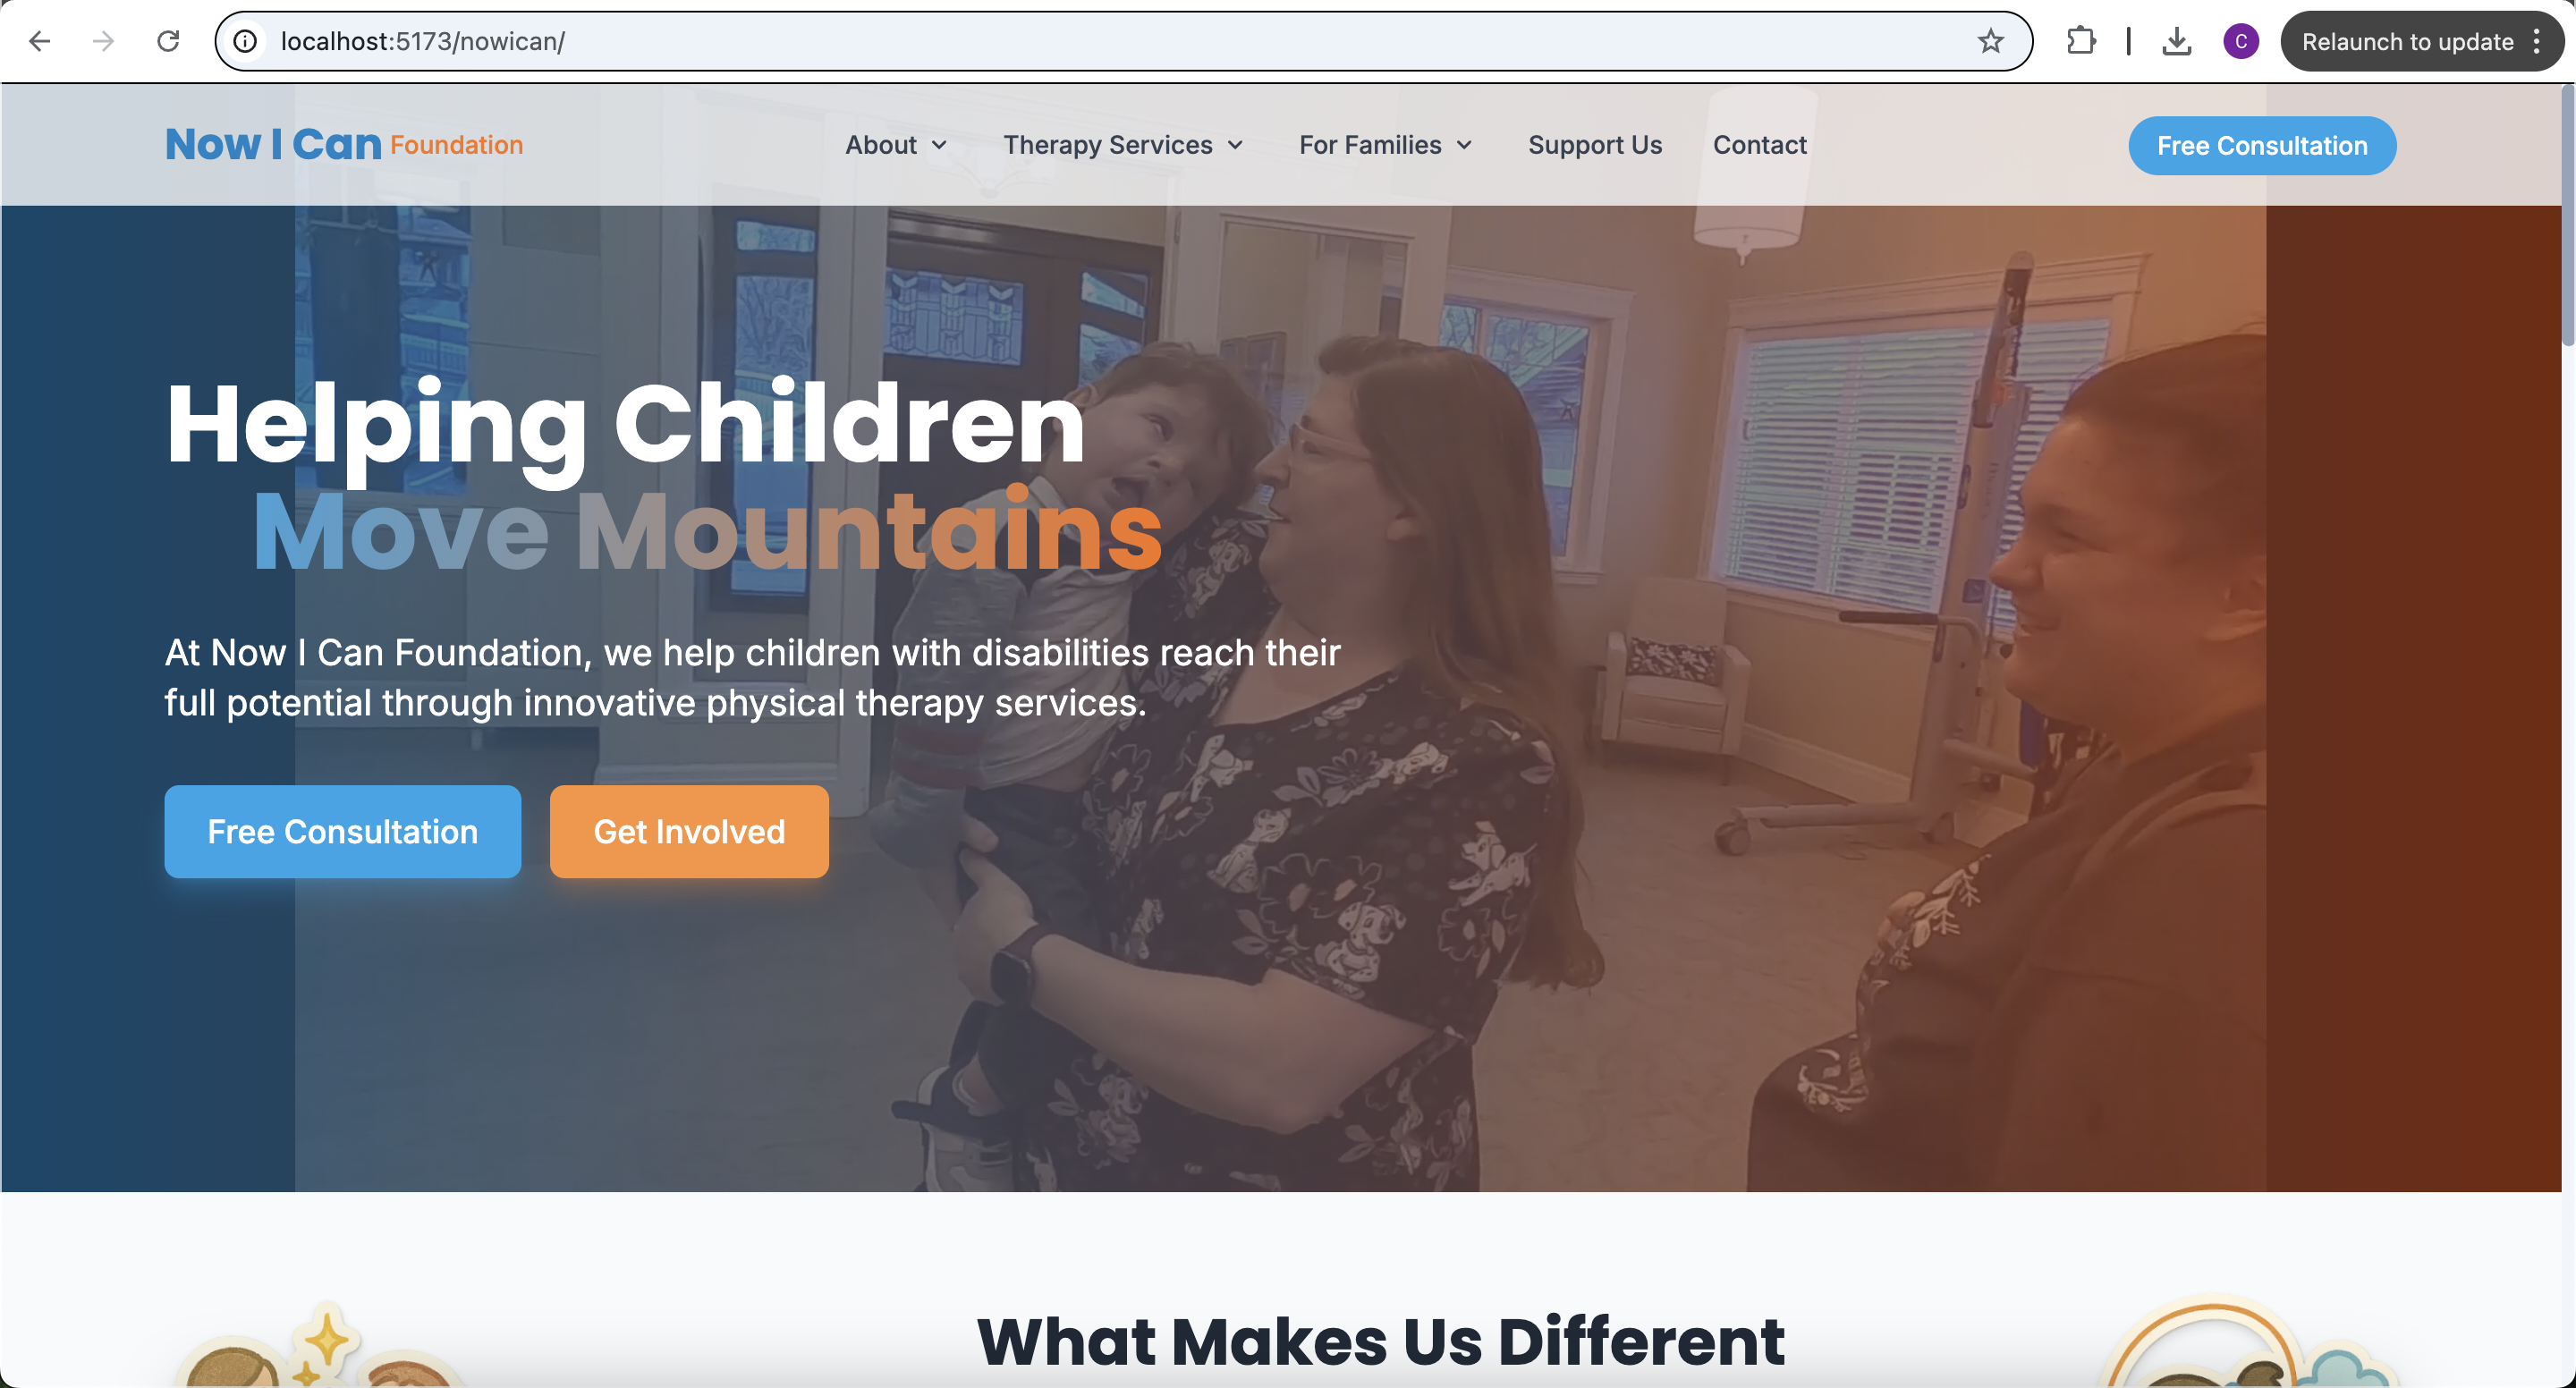 localhost:5173/nowican/
C
Relaunch to update
Now I Can Foundation
About
Therapy Services
For Families
Support Us
Contact
Free Consultation
Helping Children
Move Mountains
At Now I Can Foundation, we help children with disabilities reach their
full potential through innovative physical therapy services.
Free Consultation
Get Involved
What Makes Us Different